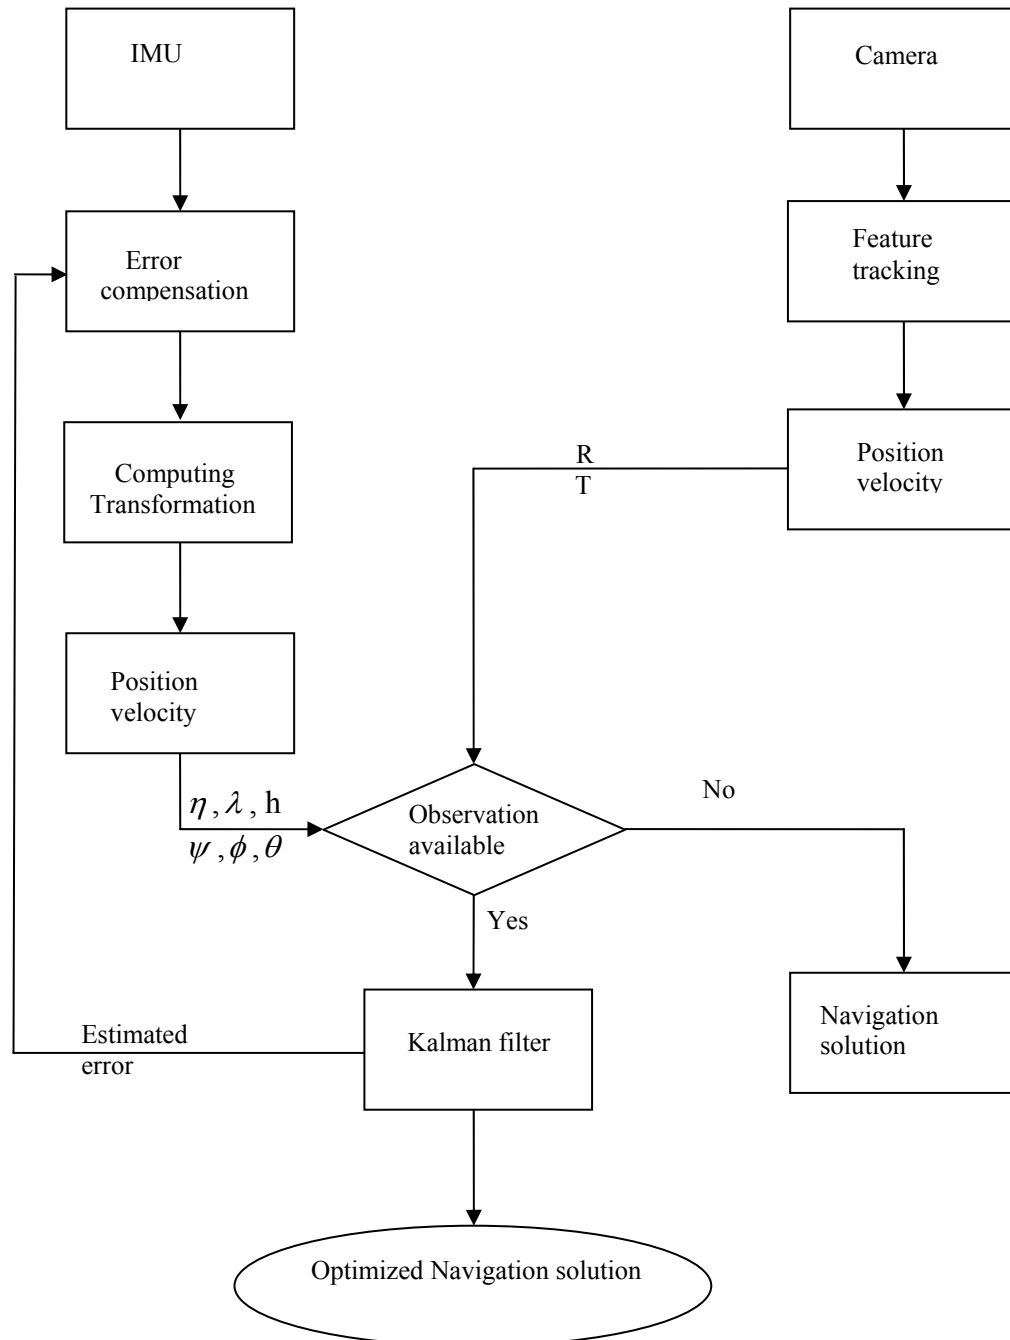 IMU
Camera
Error
compensation
Feature
tracking
Computing
Transformation
R
T
Position
velocity
Position
velocity
η , λ , h
ψ , ϕ , θ
Observation
available
No
Yes
Estimated
error
Kalman filter
Navigation
solution
Optimized Navigation solution